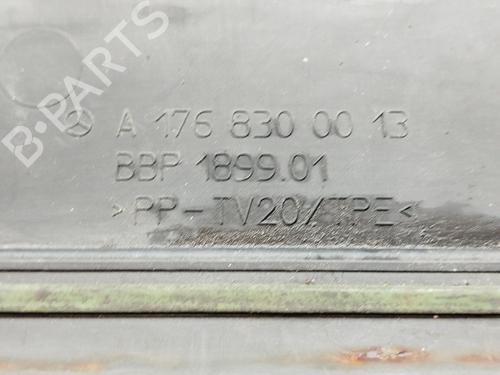 B-PARTS
A 176 830 00 13
BBP 1899.01
>PP-TV20/TPE<